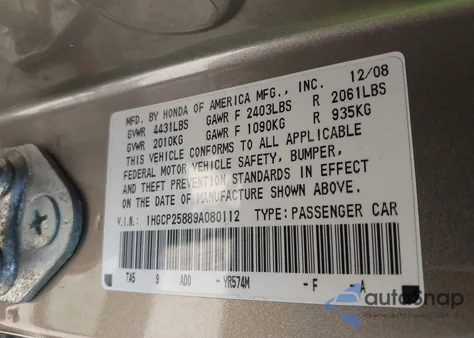 MFD. BY HONDA OF AMERICA MFG., INC. 12/08
GVWR 4431LBS GAWR F 2403LBS R 2061LBS
GVWR 2010KG GAWR F 1090KG R 935KG
THIS VEHICLE CONFORMS TO ALL APPLICABLE
FEDERAL MOTOR VEHICLE SAFETY, BUMPER,
AND THEFT PREVENTION STANDARDS IN EFFECT
ON THE DATE OF MANUFACTURE SHOWN ABOVE.
V.I.N.: 1HGCP25889A080112 TYPE: PASSENGER CAR
TA5 9 AD0 - YR574M - F - A
autosnap